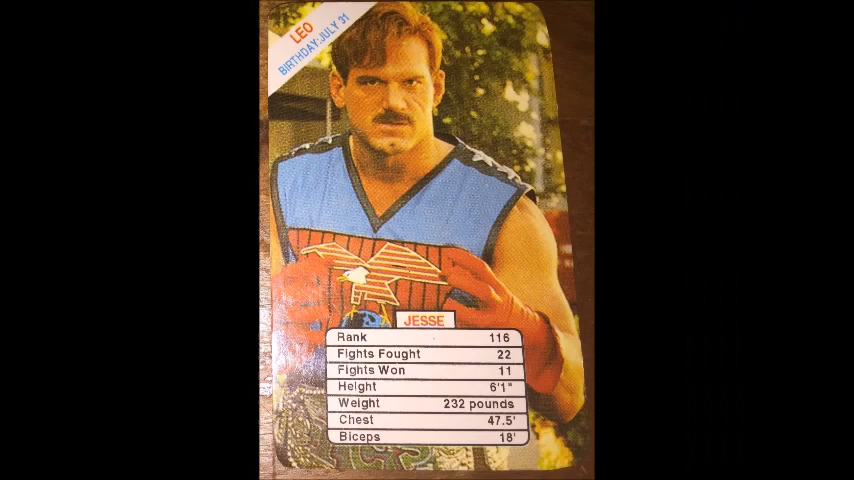 LEO
BIRTHDAY:JULY 31
JESSE
Rank 116
Fights Fought 22
Fights Won 11
Height 6'1"
Weight 232 pounds
Chest 47.5'
Biceps 18'